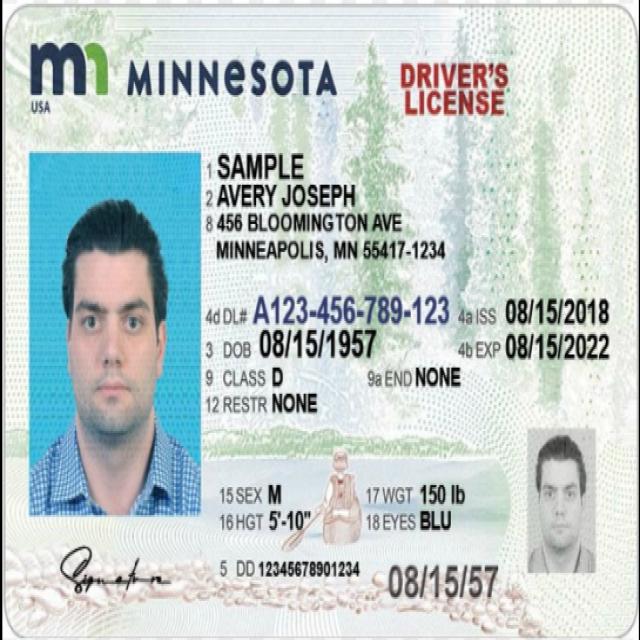 mn MINNeSOTA
USA
DRIVER'S
LICENSE
1 SAMPLE
2 AVERY JOSEPH
8 456 BLOOMINGTON AVE
MINNEAPOLIS, MN 55417-1234
4d DL# A123-456-789-123 4a ISS 08/15/2018
3 DOB 08/15/1957 4b EXP 08/15/2022
9 CLASS D 9a END NONE
12 RESTR NONE
15 SEX M 17 WGT 150 lb
16 HGT 5'-10" 18 EYES BLU
5 DD 12345678901234
08/15/57
Signature